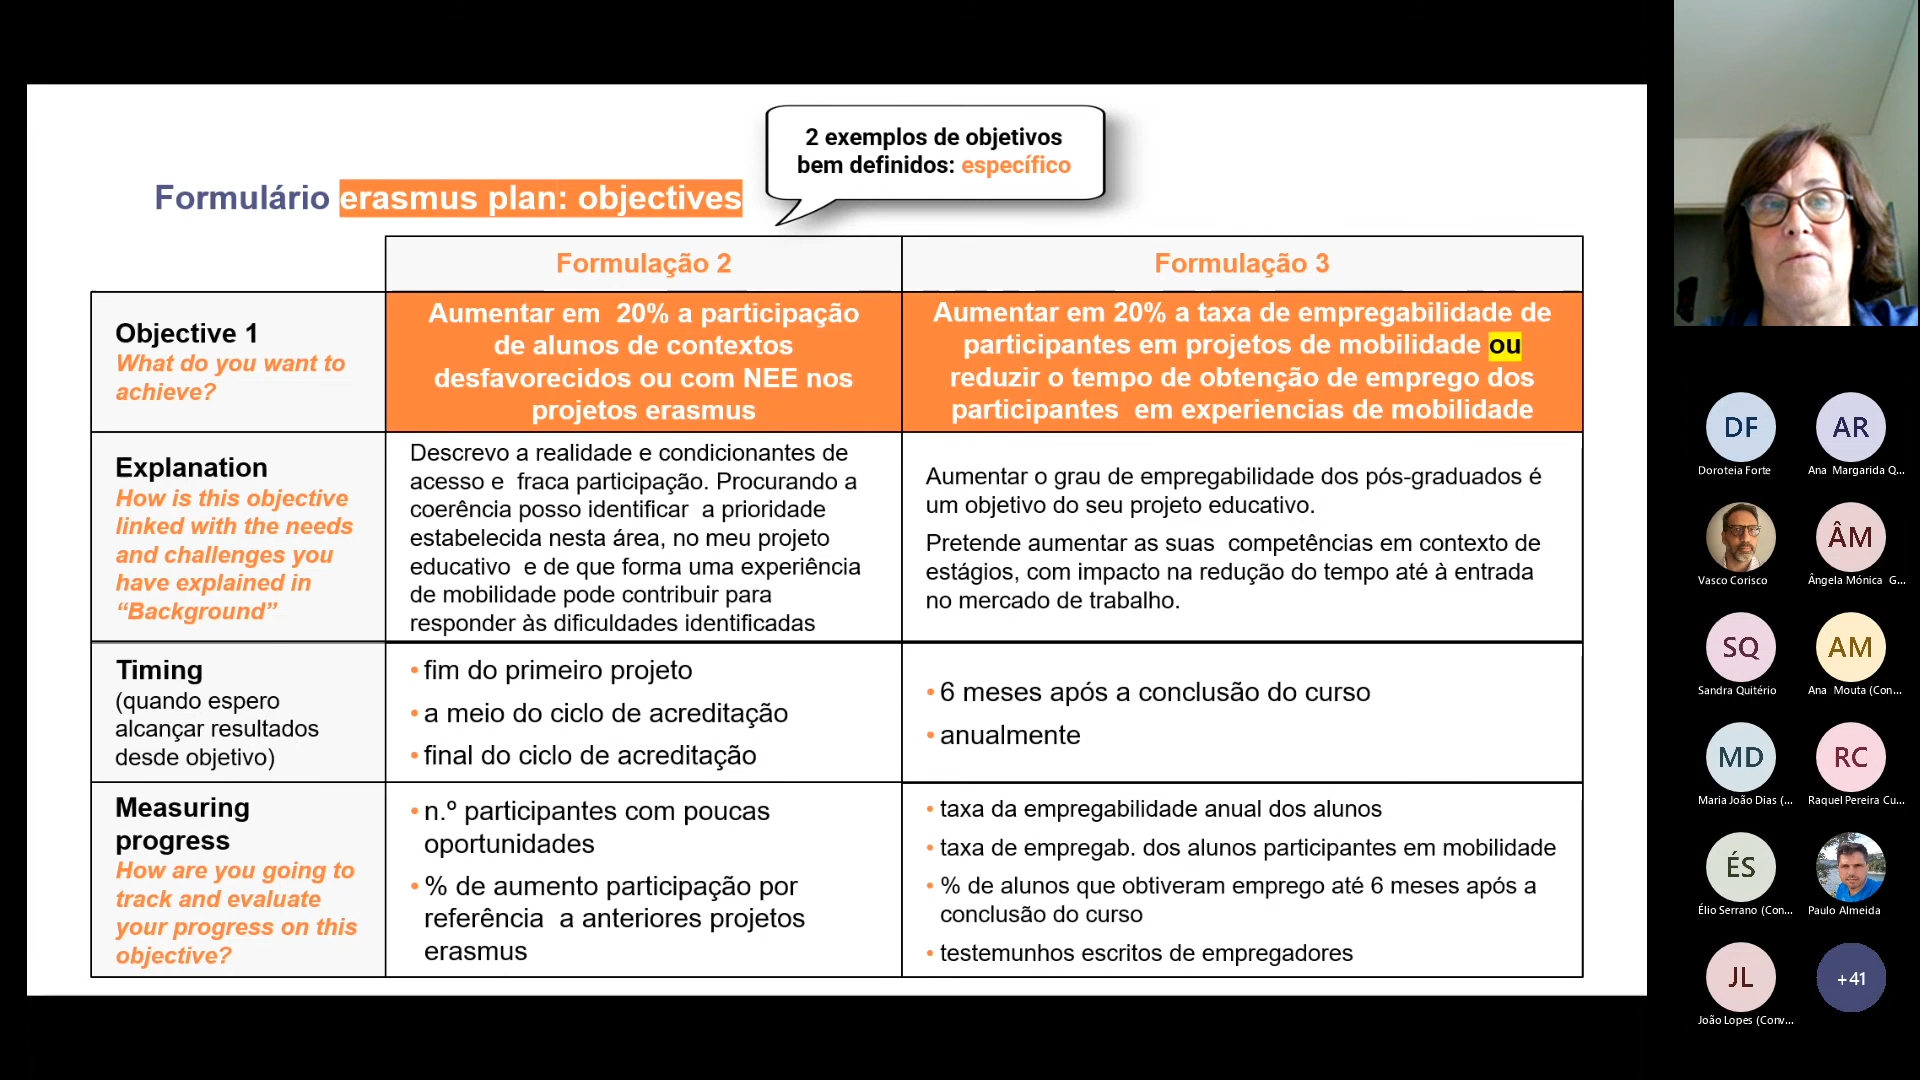 2 exemplos de objetivos
bem definidos: específico
Formulário erasmus plan: objectives
Formulação 2
Formulação 3
Objective 1
What do you want to
achieve?
Aumentar em 20% a participação
de alunos de contextos
desfavorecidos ou com NEE nos
projetos erasmus
Aumentar em 20% a taxa de empregabilidade de
participantes em projetos de mobilidade ou
reduzir o tempo de obtenção de emprego dos
participantes em experiencias de mobilidade
Explanation
How is this objective
linked with the needs
and challenges you
have explained in
“Background”
Descrevo a realidade e condicionantes de
acesso e fraca participação. Procurando a
coerência posso identificar a prioridade
estabelecida nesta área, no meu projeto
educativo e de que forma uma experiência
de mobilidade pode contribuir para
responder às dificuldades identificadas
Aumentar o grau de empregabilidade dos pós-graduados é
um objetivo do seu projeto educativo.
Pretende aumentar as suas competências em contexto de
estágios, com impacto na redução do tempo até à entrada
no mercado de trabalho.
Timing
(quando espero
alcançar resultados
desde objetivo)
• fim do primeiro projeto
• a meio do ciclo de acreditação
• final do ciclo de acreditação
• 6 meses após a conclusão do curso
• anualmente
Measuring
progress
How are you going to
track and evaluate
your progress on this
objective?
• n.º participantes com poucas
oportunidades
• % de aumento participação por
referência a anteriores projetos
erasmus
• taxa da empregabilidade anual dos alunos
• taxa de empregab. dos alunos participantes em mobilidade
• % de alunos que obtiveram emprego até 6 meses após a
conclusão do curso
• testemunhos escritos de empregadores
DF
AR
Doroteia Forte
Ana Margarida Q...
ÂM
Vasco Corisco
Ângela Mónica G...
SQ
AM
Sandra Quitério
Ana Mouta (Con...
MD
RC
Maria João Dias (...
Raquel Pereira Cu...
ÉS
Élio Serrano (Con...
Paulo Almeida
JL
+41
João Lopes (Conv...